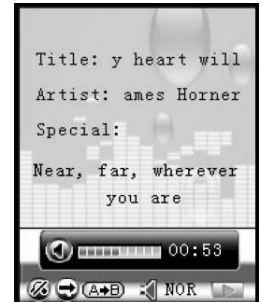 Title: y heart will
Artist: ames Horner
Special:
Near, far, wherever
you are
00:53
A→B NOR